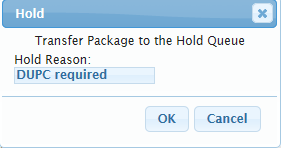 Hold
Transfer Package to the Hold Queue
Hold Reason:
DUPC required
OK Cancel